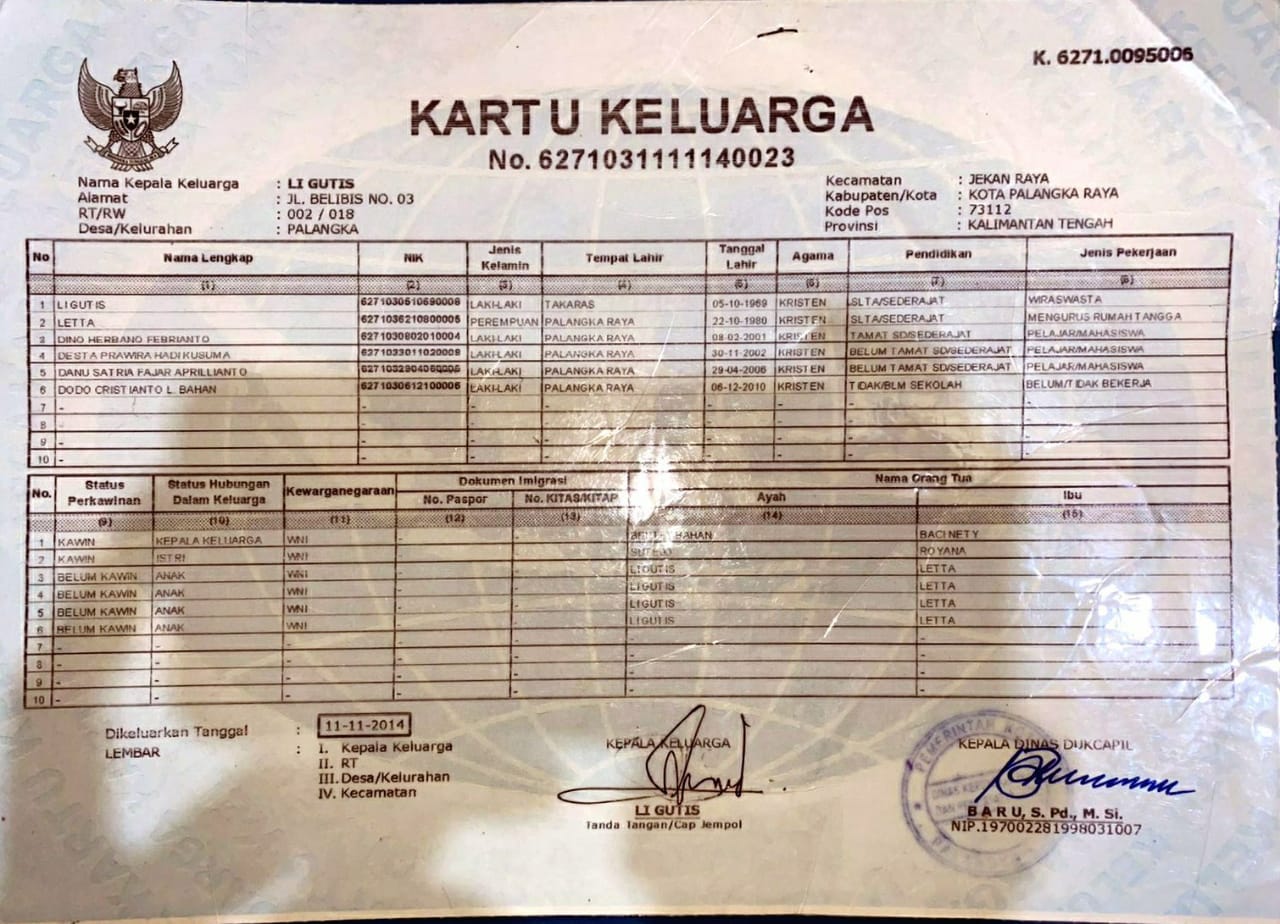 K. 6271.0095006
KARTU KELUARGA
No. 6271031111140023
Nama Kepala Keluarga : LI GUTIS
Alamat : JL. BELIBIS NO. 03
RT/RW : 002 / 018
Desa/Kelurahan : PALANGKA
Kecamatan : JEKAN RAYA
Kabupaten/Kota : KOTA PALANGKA RAYA
Kode Pos : 73112
Provinsi : KALIMANTAN TENGAH
No Nama Lengkap NIK Jenis Kelamin Tempat Lahir Tanggal Lahir Agama Pendidikan Jenis Pekerjaan
(1) (2) (3) (4) (5) (6) (7) (8)
1 LI GUTIS 6271030510690006 LAKI-LAKI TAKARAS 05-10-1969 KRISTEN SLTA/SEDERAJAT WIRASWASTA
2 LETTA 6271036210800005 PEREMPUAN PALANGKA RAYA 22-10-1980 KRISTEN SLTA/SEDERAJAT MENGURUS RUMAH TANGGA
3 DINO HERBANO FEBRIANTO 6271030802010004 LAKI-LAKI PALANGKA RAYA 08-02-2001 KRISTEN TAMAT SD/SEDERAJAT PELAJAR/MAHASISWA
4 DESTA PRAWIRA HADI KUSUMA 6271033011020009 LAKI-LAKI PALANGKA RAYA 30-11-2002 KRISTEN BELUM TAMAT SD/SEDERAJAT PELAJAR/MAHASISWA
5 DANU SATRIA FAJAR APRILLIANTO LAKI-LAKI PALANGKA RAYA 29-04-2006 KRISTEN BELUM TAMAT SD/SEDERAJAT PELAJAR/MAHASISWA
6 DODO CRISTIANTO L. BAHAN 6271030612100006 LAKI-LAKI PALANGKA RAYA 06-12-2010 KRISTEN TIDAK/BLM SEKOLAH BELUM/TIDAK BEKERJA
7 - - - - - - - -
8 - - - - - - - -
9 - - - - - - - -
10 - - - - - - - -
No. Status Perkawinan Status Hubungan Dalam Keluarga Kewarganegaraan Dokumen Imigrasi Nama Orang Tua
No. Paspor No. KITAS/KITAP Ayah Ibu
(9) (10) (11) (12) (13) (14) (15)
1 KAWIN KEPALA KELUARGA WNI - - BAHAN BACINETY
2 KAWIN ISTRI WNI - - ROYANA
3 BELUM KAWIN ANAK WNI - - LI GUTIS LETTA
4 BELUM KAWIN ANAK WNI - - LI GUTIS LETTA
5 BELUM KAWIN ANAK WNI - - LI GUTIS LETTA
6 BELUM KAWIN ANAK WNI - - LI GUTIS LETTA
7 - - - - - - -
8 - - - - - - -
9 - - - - - - -
10 - - - - - - -
Dikeluarkan Tanggal : 11-11-2014
LEMBAR : I. Kepala Keluarga
II. RT
III. Desa/Kelurahan
IV. Kecamatan
KEPALA KELUARGA
LI GUTIS
Tanda Tangan/Cap Jempol
KEPALA DINAS DUKCAPIL
B A R U, S. Pd., M. Si.
NIP.197002281998031007
PEMERINTAH